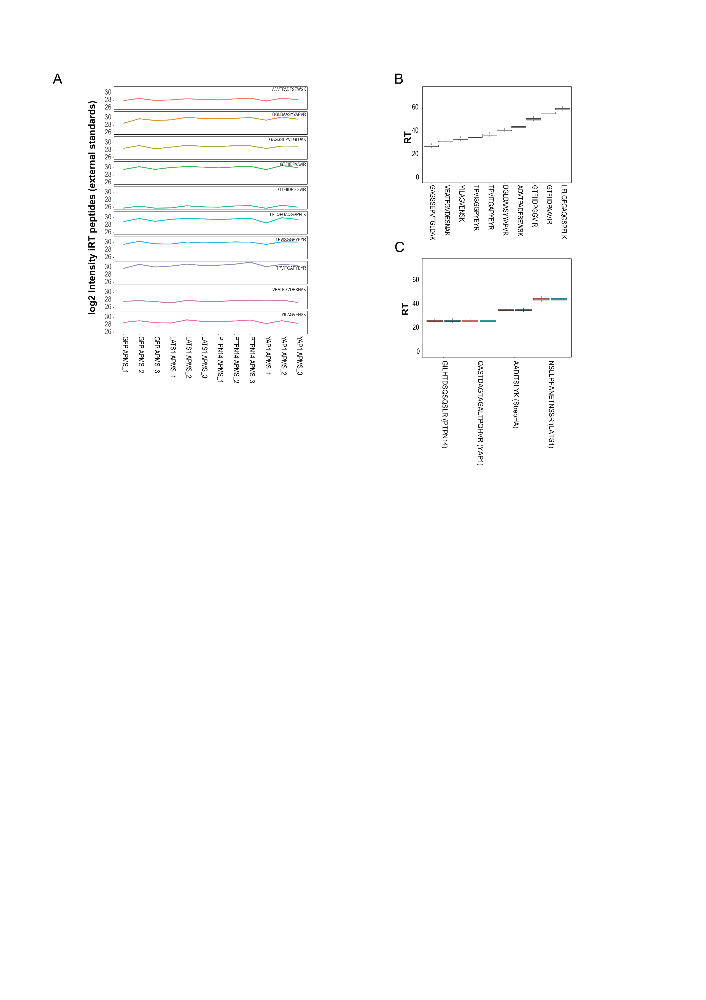 A
log2 Intensity iRT peptides (external standards)
30
28
26
ADVTPADFSEWSK
30
28
26
DGLDAASYYAPVR
30
28
26
GAGSSEPVTGLDAK
30
28
26
GTFIIDPAAVIR
30
28
26
GTFIIDPGGVIR
30
28
26
LFLQFGAQGSPFLK
30
28
26
TPVISGGPYEYR
30
28
26
TPVITGAPYEYR
30
28
26
VEATFGVDESNAK
30
28
26
YILAGVENSK
GFP APMS_1
GFP APMS_2
GFP APMS_3
LATS1 APMS_1
LATS1 APMS_2
LATS1 APMS_3
PTPN14 APMS_1
PTPN14 APMS_2
PTPN14 APMS_3
YAP1 APMS_1
YAP1 APMS_2
YAP1 APMS_3
B
RT
60
40
20
0
GAGSSEPVTGLDAK
VEATFGVDESNAK
YILAGVENSK
TPVISGGPYEYR
TPVITGAPYEYR
DGLDAASYYAPVR
ADVTPADFSEWSK
GTFIIDPGGVIR
GTFIIDPAAVIR
LFLQFGAQGSPFLK
C
RT
60
40
20
0
GILHTDSQSQSLR (PTPN14)
QASTDAGTAGALTPQHVR (YAP1)
AADITSLYK (StrepHA)
NSLLPFANETNSSR (LATS1)